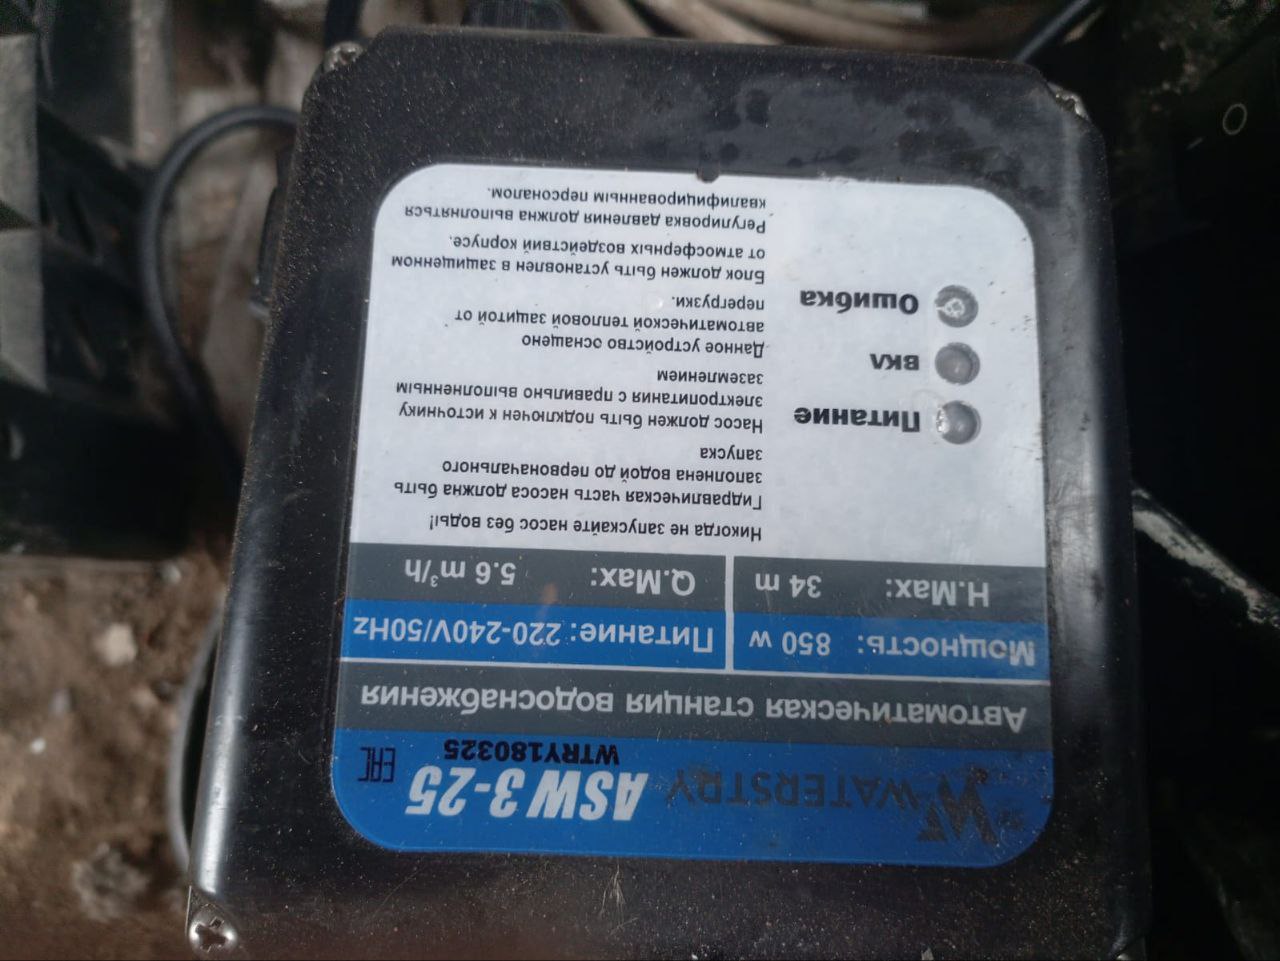 WATERSTRY ASW 3-25
WTRY180325 EAC
Автоматическая станция водоснабжения
Мощность: 850 w Питание: 220-240V/50Hz
H.Max: 34 m Q.Max: 5.6 m³/h
Никогда не запускайте насос без воды!
Гидравлическая часть насоса должна быть
заполнена водой до первоначального
запуска
Насос должен быть подключен к источнику
электропитания с правильно выполненным
заземлением
Данное устройство оснащено
автоматической тепловой защитой от
перегрузки.
Блок должен быть установлен в защищенном
от атмосферных воздействий корпусе.
Регулировка давления должна выполняться
квалифицированным персоналом.
Питание
ВКЛ
Ошибка